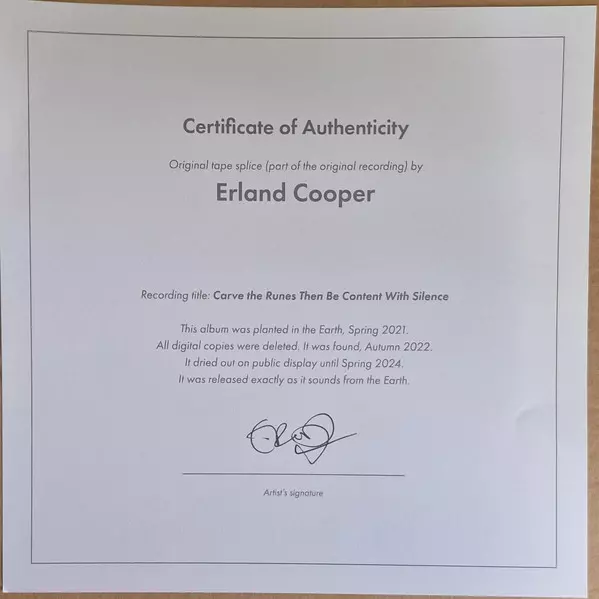 Certificate of Authenticity
Original tape splice (part of the original recording) by
Erland Cooper
Recording title: Carve the Runes Then Be Content With Silence
This album was planted in the Earth, Spring 2021.
All digital copies were deleted. It was found, Autumn 2022.
It dried out on public display until Spring 2024.
It was released exactly as it sounds from the Earth.
Artist's signature